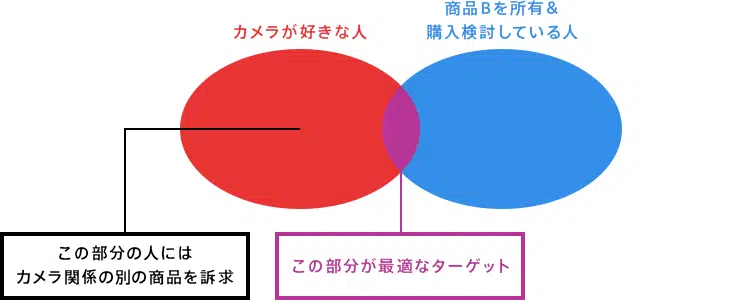 カメラが好きな人
商品Bを所有＆
購入検討している人
この部分の人には
カメラ関係の別の商品を訴求
この部分が最適なターゲット